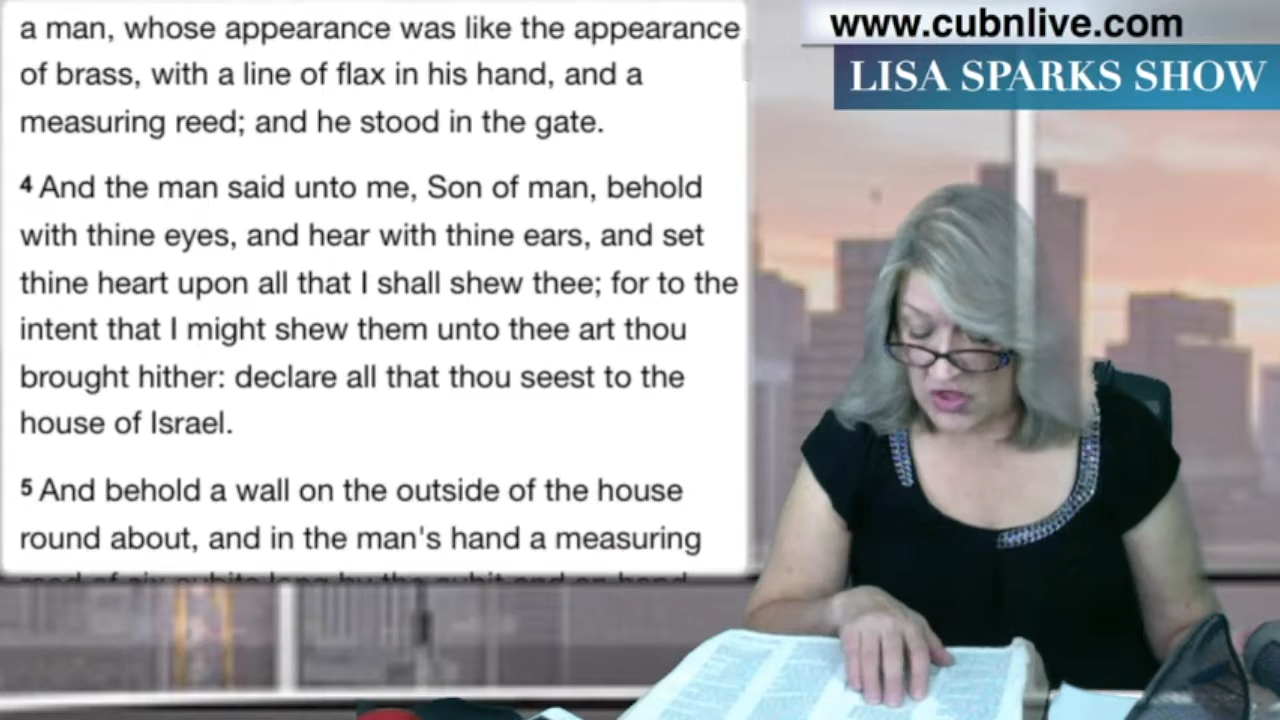 a man, whose appearance was like the appearance
of brass, with a line of flax in his hand, and a
measuring reed; and he stood in the gate.
4 And the man said unto me, Son of man, behold
with thine eyes, and hear with thine ears, and set
thine heart upon all that I shall shew thee; for to the
intent that I might shew them unto thee art thou
brought hither: declare all that thou seest to the
house of Israel.
5 And behold a wall on the outside of the house
round about, and in the man's hand a measuring
www.cubnlive.com
LISA SPARKS SHOW